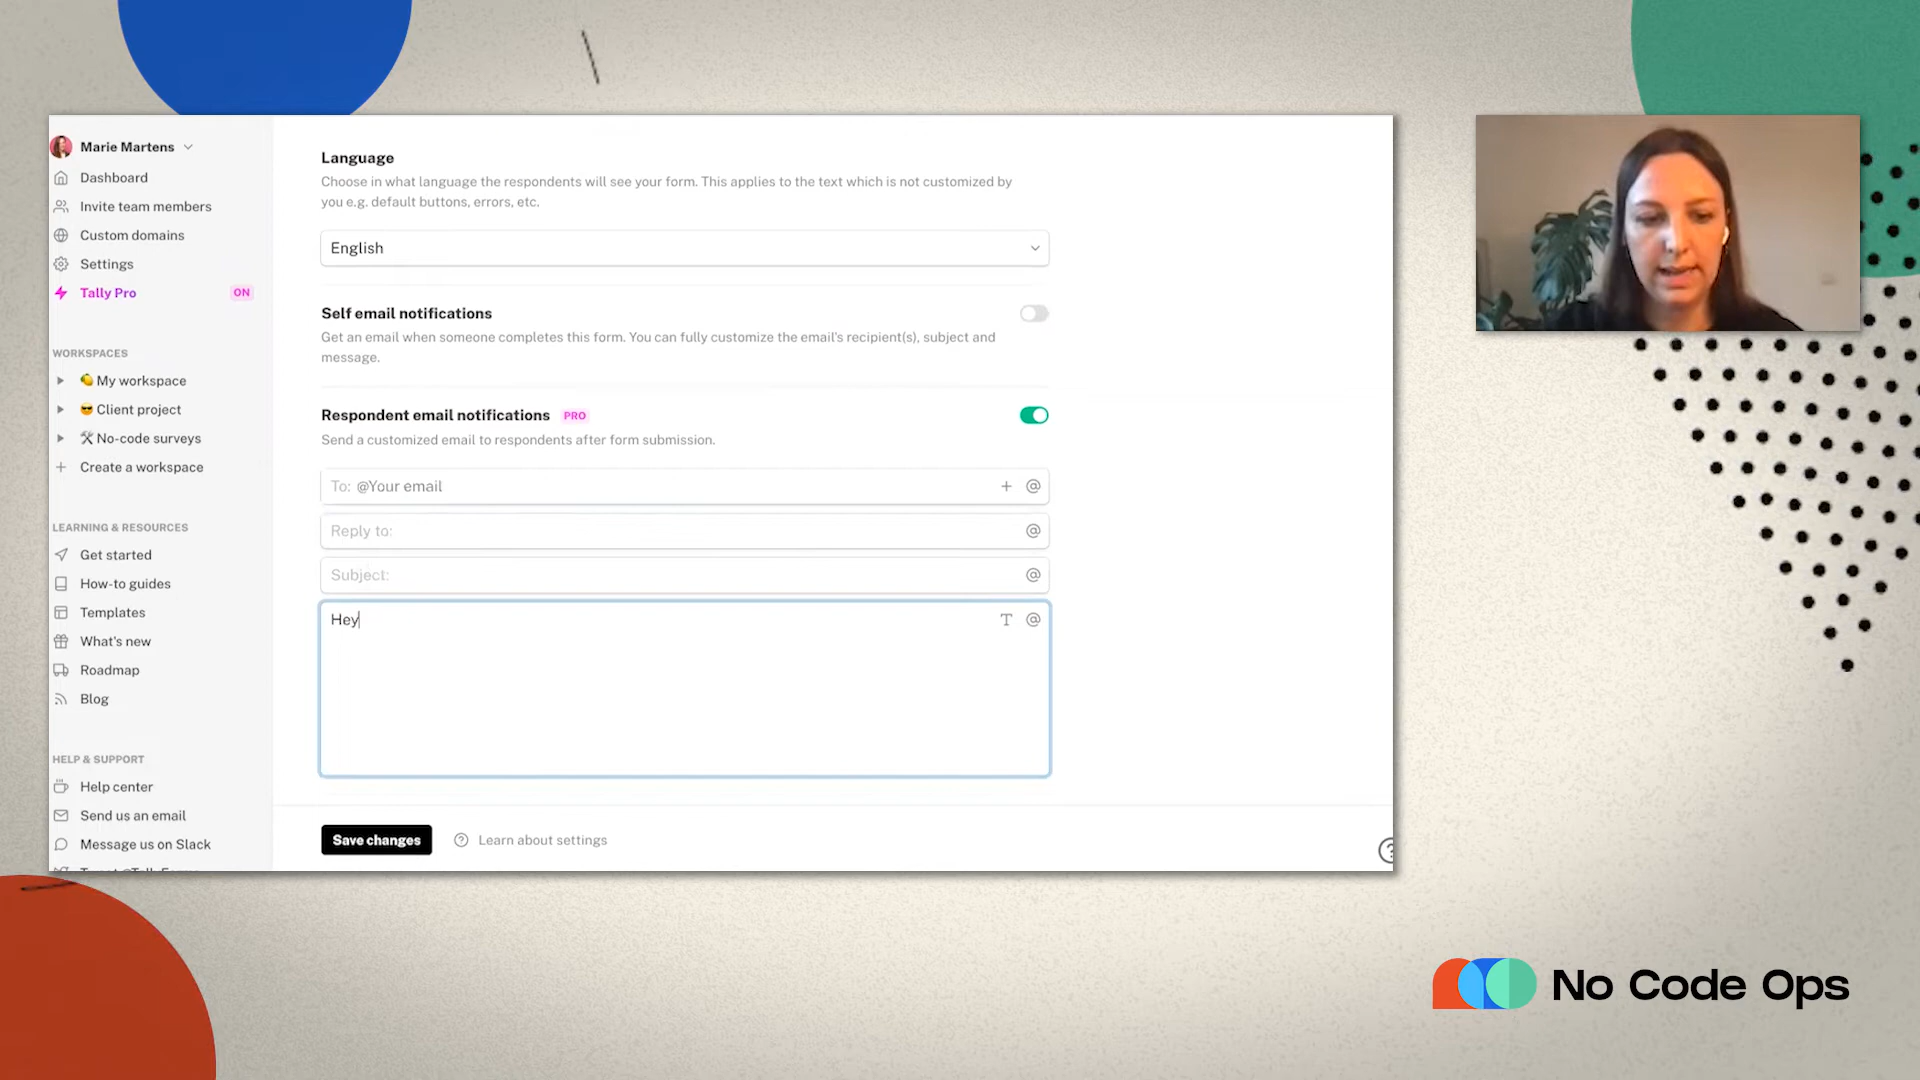 Marie Martens
Dashboard
Invite team members
Custom domains
Settings
Tally Pro ON
WORKSPACES
My workspace
Client project
No-code surveys
Create a workspace
LEARNING & RESOURCES
Get started
How-to guides
Templates
What's new
Roadmap
Blog
HELP & SUPPORT
Help center
Send us an email
Message us on Slack
Language
Choose in what language the respondents will see your form. This applies to the text which is not customized by
you e.g. default buttons, errors, etc.
English
Self email notifications
Get an email when someone completes this form. You can fully customize the email's recipient(s), subject and
message.
Respondent email notifications PRO
Send a customized email to respondents after form submission.
To: @Your email + @
Reply to: @
Subject: @
Hey T @
Save changes ? Learn about settings
?
No Code Ops